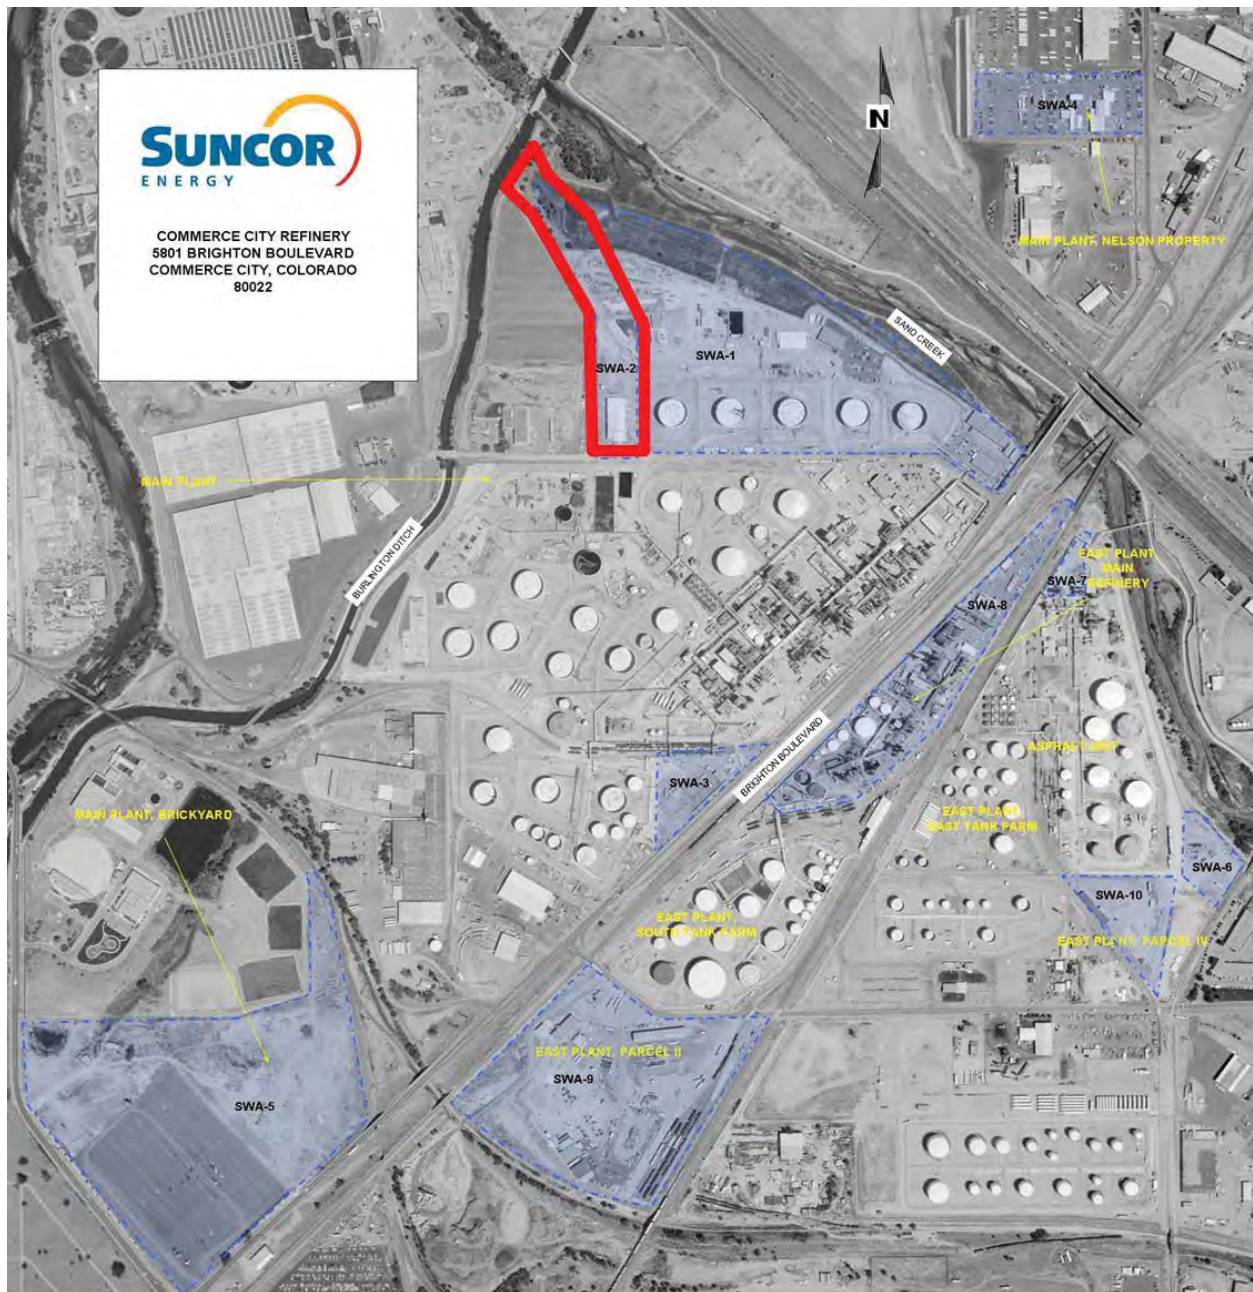 SUNCOR
ENERGY
COMMERCE CITY REFINERY
5801 BRIGHTON BOULEVARD
COMMERCE CITY, COLORADO
80022
N
SWA-4
MAIN PLANT, NELSON PROPERTY
SAND CREEK
SWA-1
SWA-2
MAIN PLANT
BURLINGTON DITCH
EAST PLANT
MAIN
REFINERY
SWA-7
SWA-8
BRIGHTON BOULEVARD
SWA-3
ASPHALT UNIT
MAIN PLANT, BRICKYARD
EAST PLANT,
EAST TANK FARM
SWA-6
SWA-10
EAST PLANT,
SOUTH TANK FARM
EAST PLANT, PARCEL IV
EAST PLANT, PARCEL II
SWA-9
SWA-5